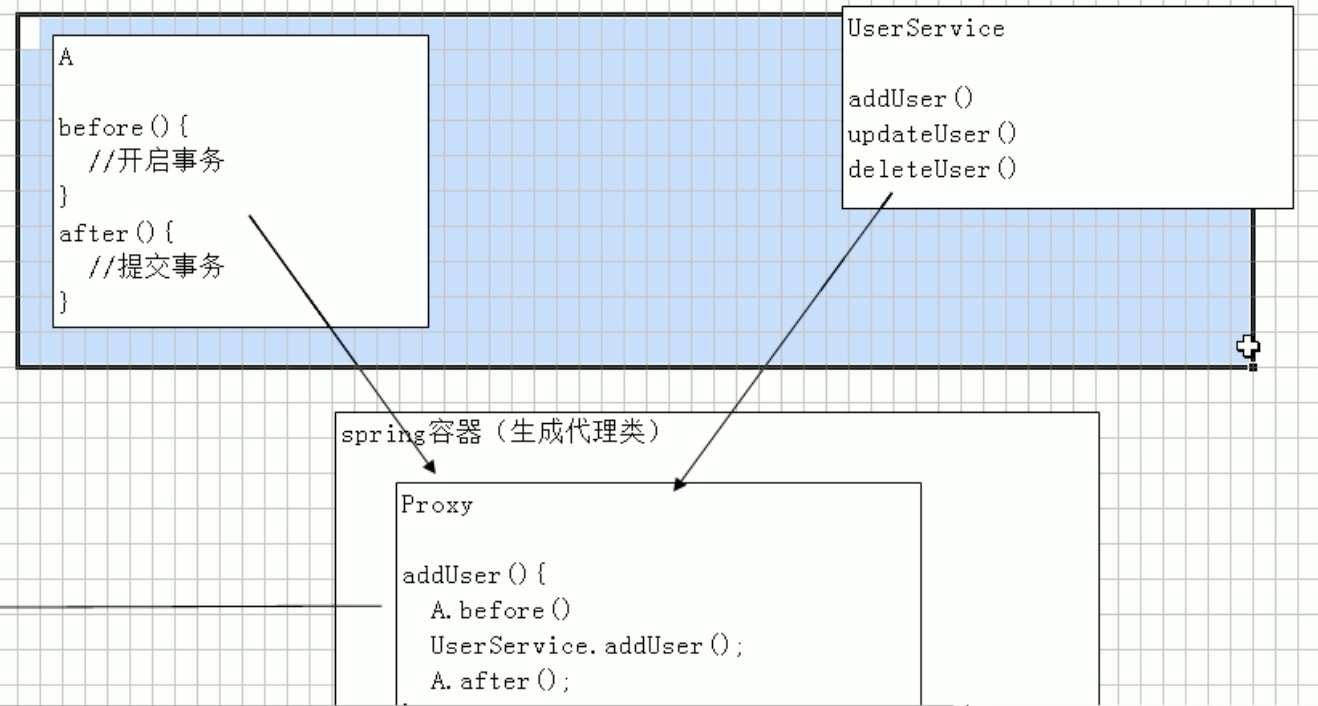 A
before(){
//开启事务
}
after(){
//提交事务
}
UserService
addUser()
updateUser()
deleteUser()
spring容器（生成代理类）
Proxy
addUser(){
A.before()
UserService.addUser();
A.after();